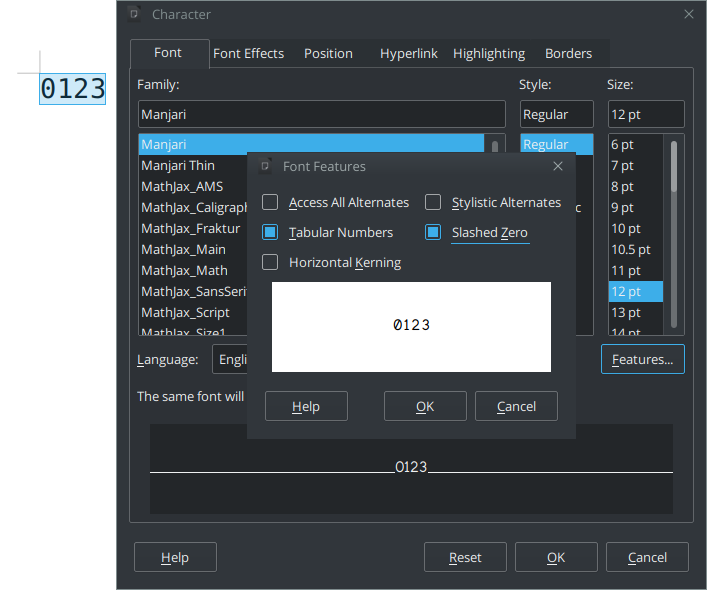 Character
0123
Font Font Effects Position Hyperlink Highlighting Borders
Family: Style: Size:
Manjari Regular 12 pt
Manjari Regular 6 pt
Manjari Thin 7 pt
MathJax_AMS 8 pt
MathJax_Caligraph 9 pt
MathJax_Fraktur 10 pt
MathJax_Main 10.5 pt
MathJax_Math 11 pt
MathJax_SansSeri 12 pt
MathJax_Script 13 pt
MathJax_Size1 14 pt
Font Features
Access All Alternates Stylistic Alternates
Tabular Numbers Slashed Zero
Horizontal Kerning
0123
Help OK Cancel
Language: Engli Features...
The same font will
0123
Help Reset OK Cancel